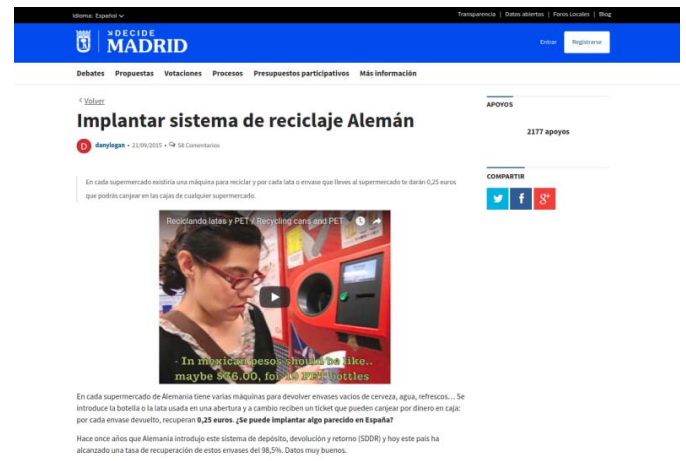 Idioma: Español
Transparencia | Datos abiertos | Foros Locales | Blog
DECIDE
MADRID
Entrar
Registrarse
Debates Propuestas Votaciones Procesos Presupuestos participativos Más información
Volver
Implantar sistema de reciclaje Alemán
D danylogan • 21/09/2015 • 58 Comentarios
En cada supermercado existiria una máquina para reciclar y por cada lata o envase que lleves al supermercado te darán 0,25 euros
que podrás canjear en las cajas de cualquier supermercado.
Reciclando latas y PET / Recycling cans and PET
- In mexican pesos should be like..
maybe $36.00, for 19 PET bottles
En cada supermercado de Alemania tiene varias máquinas para devolver envases vacíos de cerveza, agua, refrescos… Se
introduce la botella o la lata usada en una abertura y a cambio reciben un ticket que pueden canjear por dinero en caja:
por cada envase devuelto, recuperan 0,25 euros. ¿Se puede implantar algo parecido en España?
Hace once años que Alemania introdujo este sistema de depósito, devolución y retorno (SDDR) y hoy este país ha
alcanzado una tasa de recuperación de estos envases del 98,5%. Datos muy buenos.
APOYOS
2177 apoyos
COMPARTIR